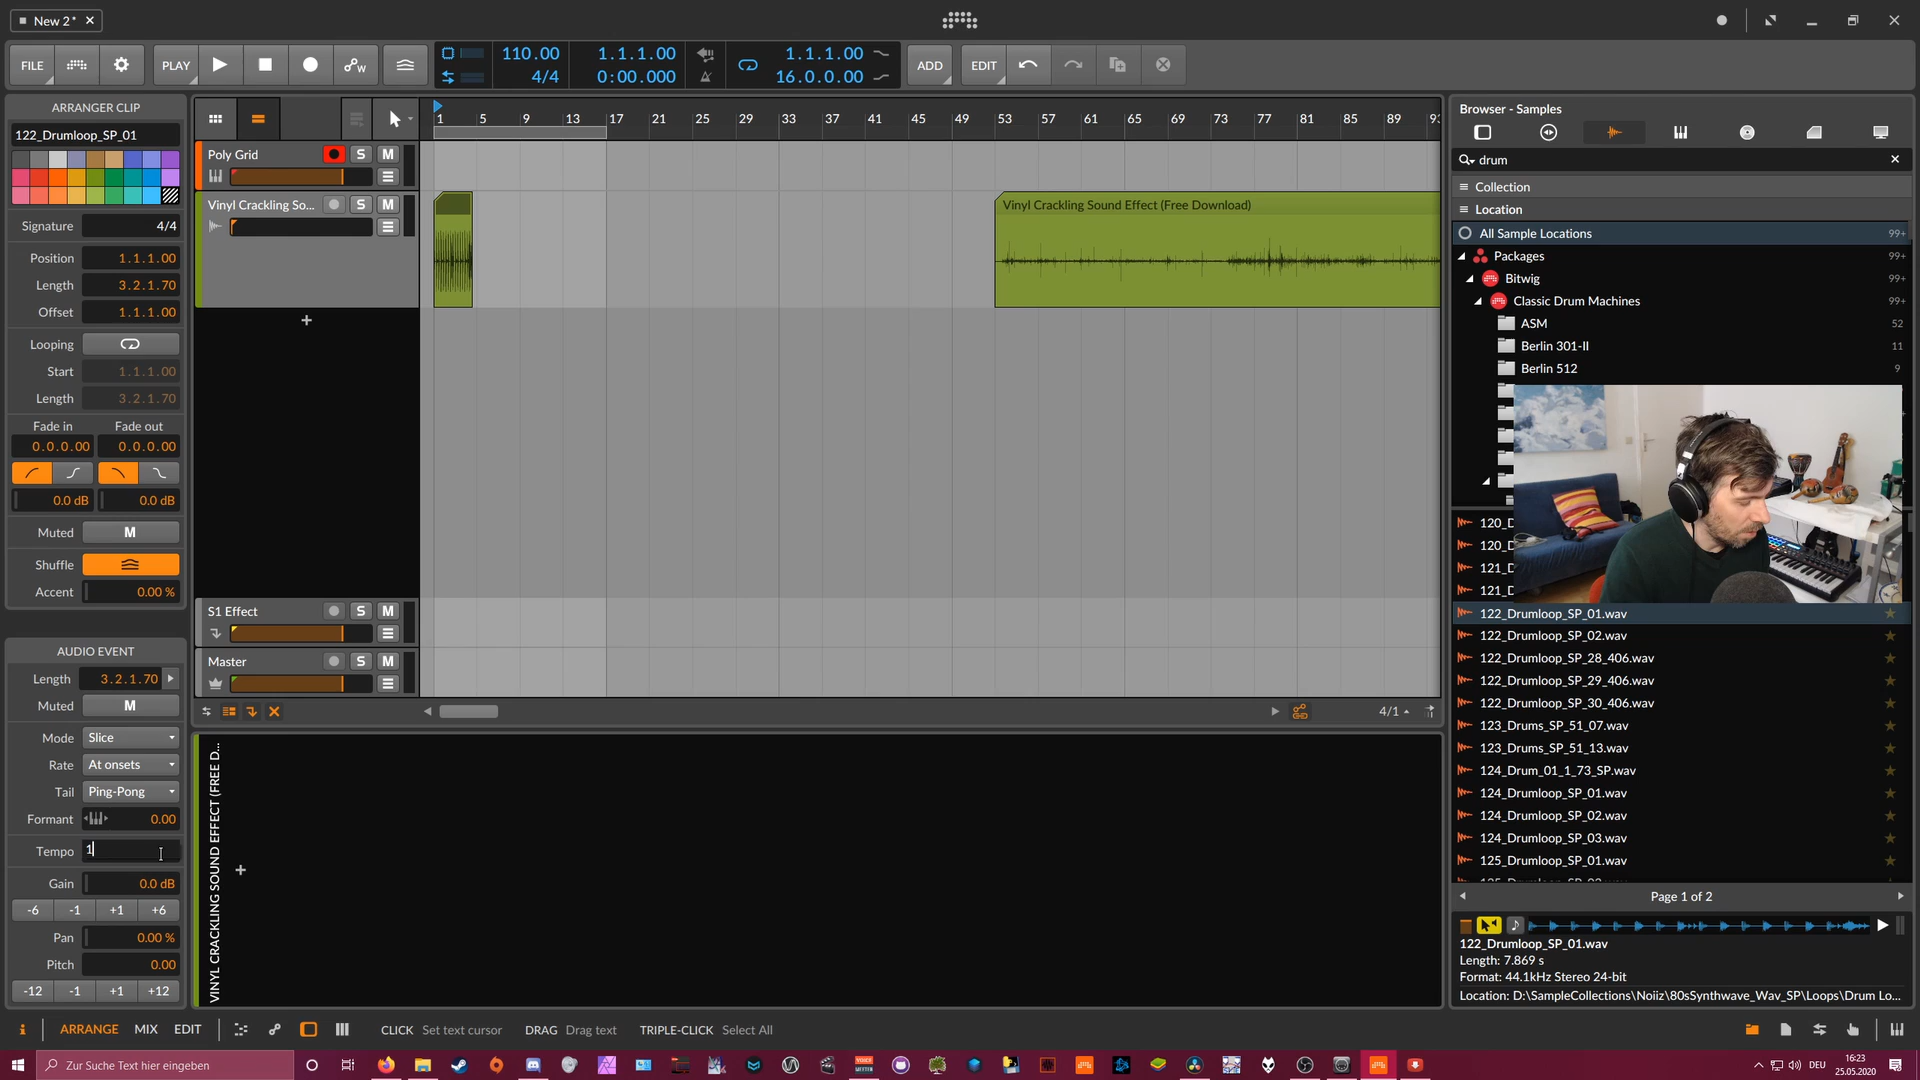 New 2*
FILE
PLAY
110.00
4/4
1.1.1.00
0:00.000
1.1.1.00
16.0.0.00
ADD
EDIT
ARRANGER CLIP
122_Drumloop_SP_01
Signature 4/4
Position 1.1.1.00
Length 3.2.1.70
Offset 1.1.1.00
Looping
Start 1.1.1.00
Length 3.2.1.70
Fade in Fade out
0.0.0.00 0.0.0.00
0.0 dB 0.0 dB
Muted M
Shuffle
Accent 0.00 %
AUDIO EVENT
Length 3.2.1.70
Muted M
Mode Slice
Rate At onsets
Tail Ping-Pong
Formant 0.00
Tempo 1
Gain 0.0 dB
-6 -1 +1 +6
Pan 0.00 %
Pitch 0.00
-12 -1 +1 +12
1 5 9 13 17 21 25 29 33 37 41 45 49 53 57 61 65 69 73 77 81 85 89 93
Poly Grid S M
Vinyl Crackling So... S M
Vinyl Crackling Sound Effect (Free Download)
+
S1 Effect S M
Master S M
4/1
VINYL CRACKLING SOUND EFFECT (FREE D...
+
Browser - Samples
drum
Collection
Location
All Sample Locations 99+
Packages 99+
Bitwig 99+
Classic Drum Machines 99+
ASM 52
Berlin 301-II 11
Berlin 512 9
120_D
120_D
121_D
121_D
122_Drumloop_SP_01.wav
122_Drumloop_SP_02.wav
122_Drumloop_SP_28_406.wav
122_Drumloop_SP_29_406.wav
122_Drumloop_SP_30_406.wav
123_Drums_SP_51_07.wav
123_Drums_SP_51_13.wav
124_Drum_01_1_73_SP.wav
124_Drumloop_SP_01.wav
124_Drumloop_SP_02.wav
124_Drumloop_SP_03.wav
125_Drumloop_SP_01.wav
Page 1 of 2
122_Drumloop_SP_01.wav
Length: 7.869 s
Format: 44.1kHz Stereo 24-bit
Location: D:\SampleCollections\Noiiz\80sSynthwave_Wav_SP\Loops\Drum Lo...
i ARRANGE MIX EDIT CLICK Set text cursor DRAG Drag text TRIPLE-CLICK Select All
Zur Suche Text hier eingeben
DEU
16:23
25.05.2020